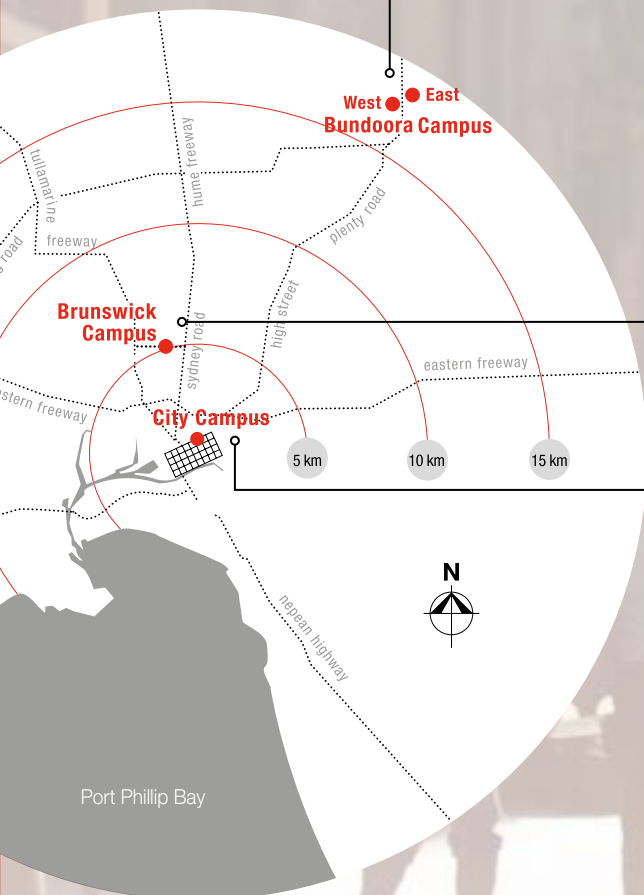 West
East
Bundoora Campus
hume freeway
tullamarine
freeway
road
plenty road
Brunswick
Campus
sydney road
high street
eastern freeway
freeway
City Campus
5 km
10 km
15 km
N
nepean highway
Port Phillip Bay